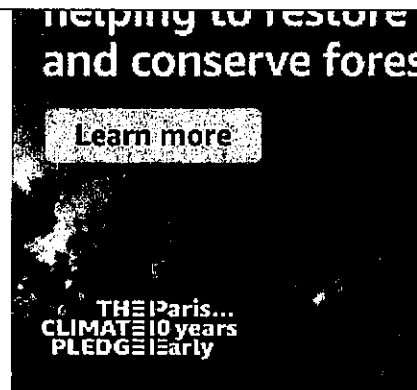 helping to restore
and conserve fores
Learn more
THE Paris...
CLIMATE 10 years
PLEDGE Early